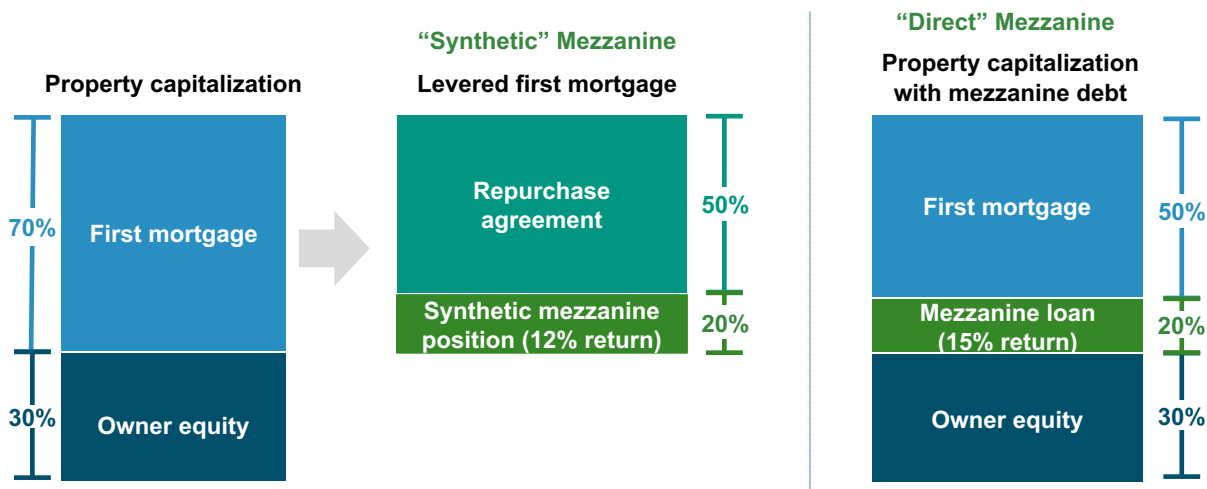 Property capitalization
70%
First mortgage
30%
Owner equity
“Synthetic” Mezzanine
Levered first mortgage
Repurchase
agreement
50%
Synthetic mezzanine
position (12% return)
20%
“Direct” Mezzanine
Property capitalization
with mezzanine debt
First mortgage
50%
Mezzanine loan
(15% return)
20%
Owner equity
30%